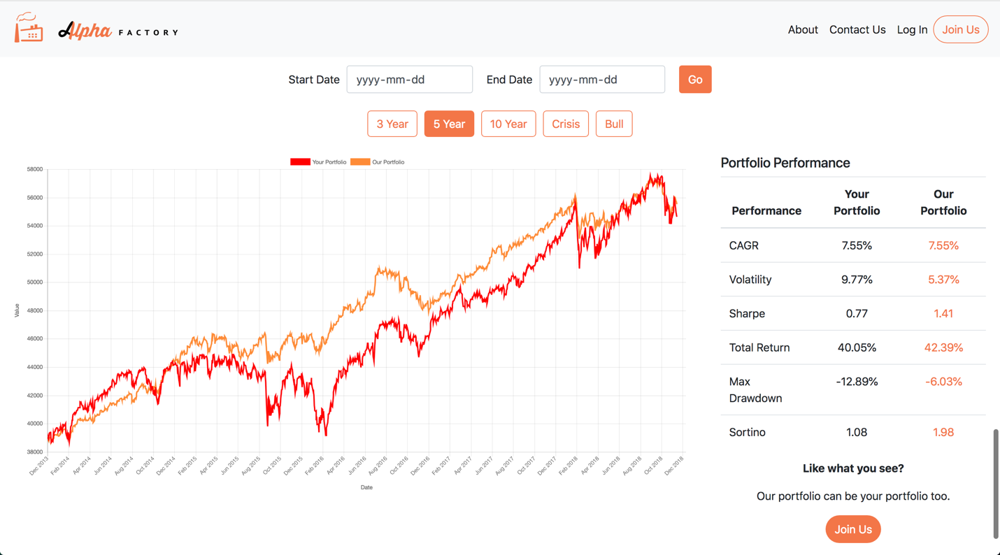 Alpha FACTORY
About Contact Us Log In Join Us
Start Date yyyy-mm-dd End Date yyyy-mm-dd Go
3 Year 5 Year 10 Year Crisis Bull
Your Portfolio Our Portfolio
58000
56000
54000
52000
50000
48000
46000
44000
42000
40000
38000
Value
Dec 2013 Feb 2014 Apr 2014 Jun 2014 Aug 2014 Oct 2014 Dec 2014 Feb 2015 Apr 2015 Jun 2015 Aug 2015 Oct 2015 Dec 2015 Feb 2016 Apr 2016 Jun 2016 Aug 2016 Oct 2016 Dec 2016 Feb 2017 Apr 2017 Jun 2017 Aug 2017 Oct 2017 Dec 2017 Feb 2018 Apr 2018 Jun 2018 Aug 2018 Oct 2018 Dec 2018
Date
Portfolio Performance
Performance Your Portfolio Our Portfolio
CAGR 7.55% 7.55%
Volatility 9.77% 5.37%
Sharpe 0.77 1.41
Total Return 40.05% 42.39%
Max Drawdown -12.89% -6.03%
Sortino 1.08 1.98
Like what you see?
Our portfolio can be your portfolio too.
Join Us